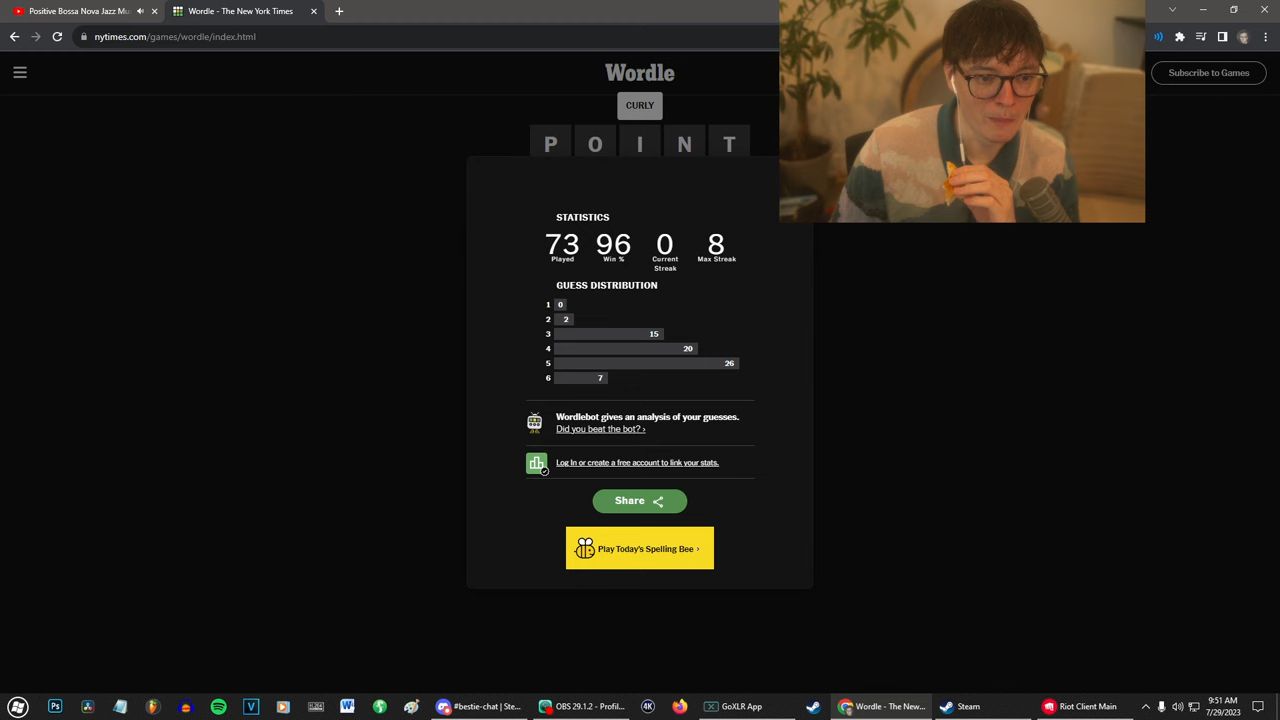 Positive Bossa Nova Jazz Mu
Wordle - The New York Times
nytimes.com/games/wordle/index.html
Wordle
Subscribe to Games
CURLY
P O I N T
STATISTICS
73 96 0 8
Played Win % Current Streak Max Streak
GUESS DISTRIBUTION
1 0
2 2
3 15
4 20
5 26
6 7
Wordlebot gives an analysis of your guesses.
Did you beat the bot? ›
Log In or create a free account to link your stats.
Share
Play Today's Spelling Bee ›
#bestie-chat | Ste...
OBS 29.1.2 - Profil...
4K
GoXLR App
Wordle - The New...
Steam
Riot Client Main
9:51 AM
7/29/2023